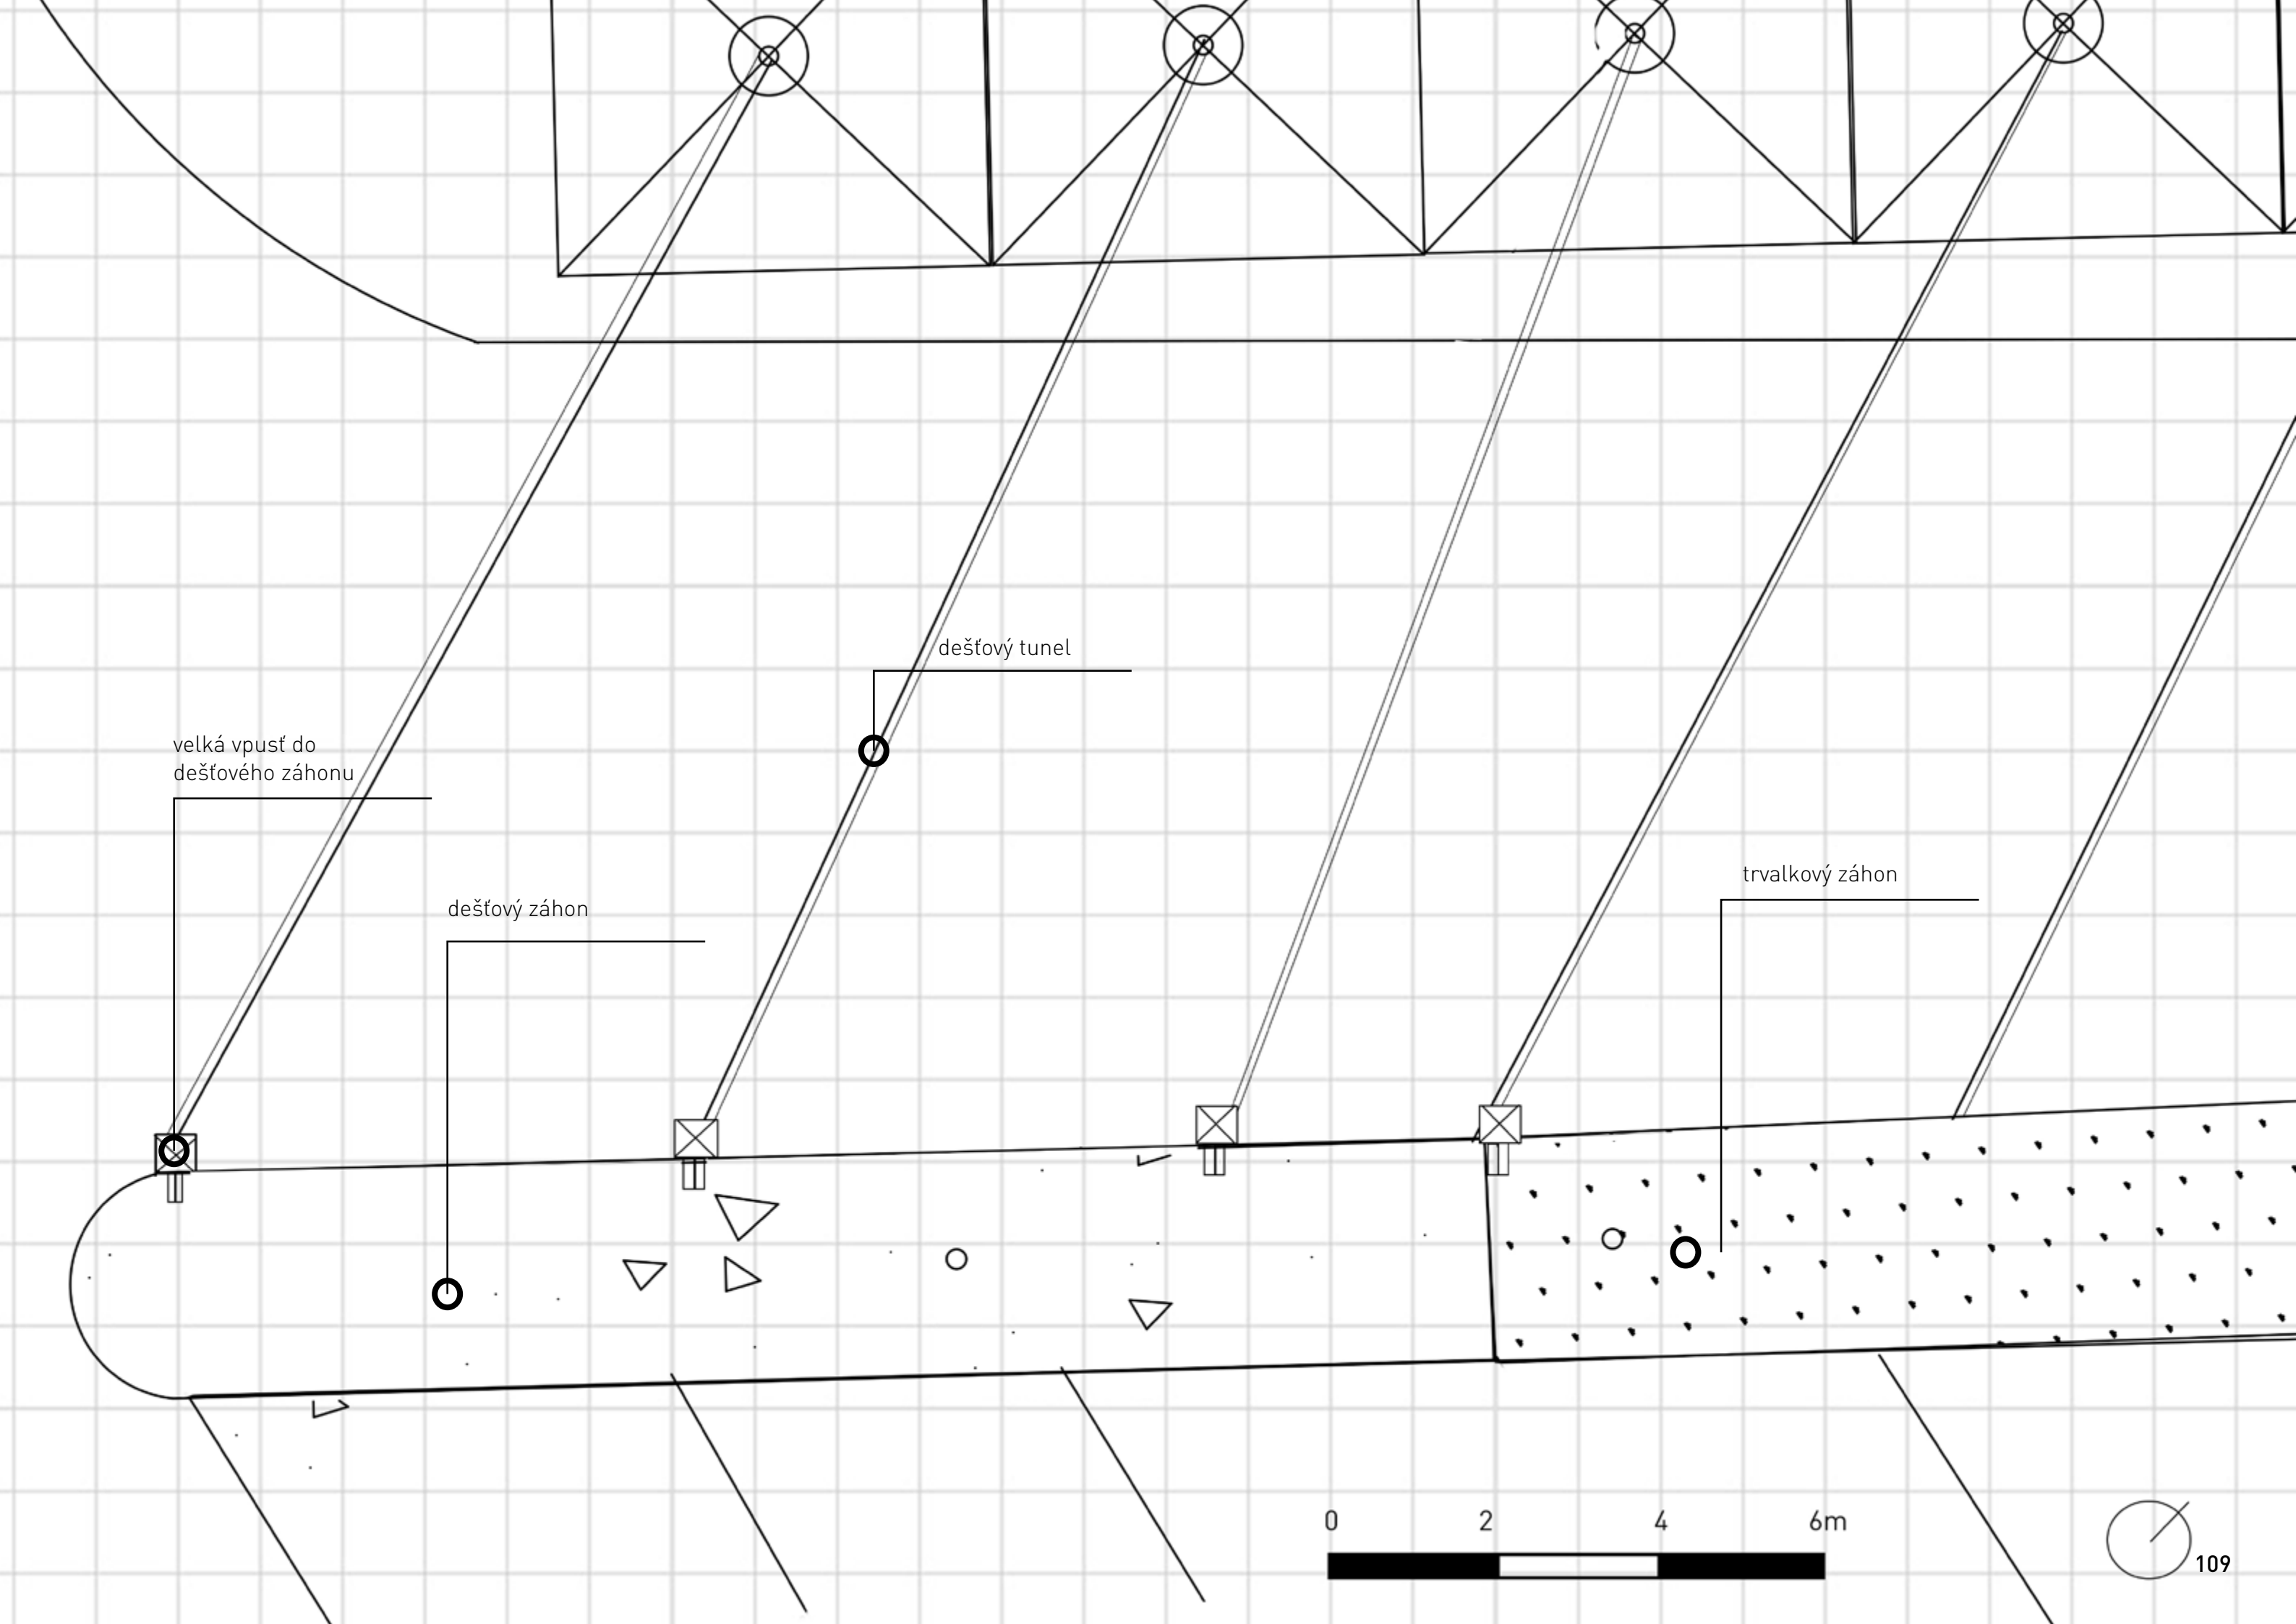 dešťový tunel
velká vpusť do
dešťového záhonu
trvalkový záhon
dešťový záhon
0 2 4 6m
109